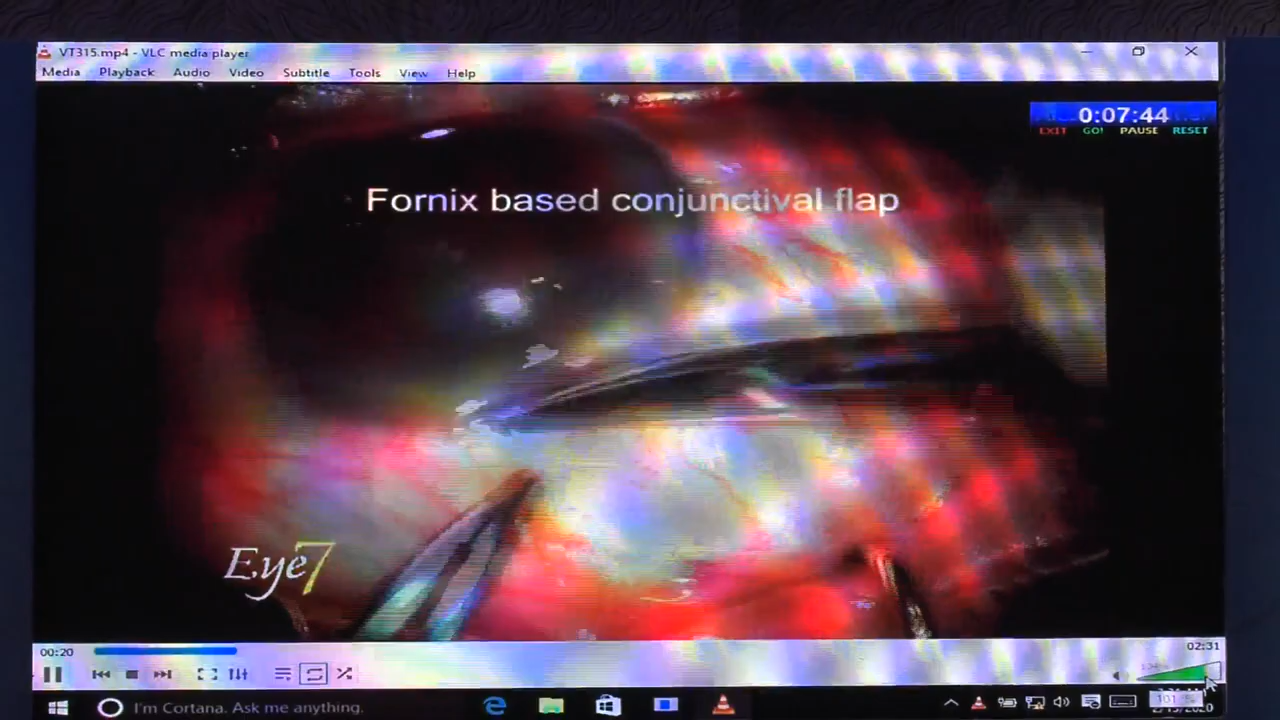 VT315.mp4 - VLC media player
Media Playback Audio Video Subtitle Tools View Help
0:07:44
EXIT GO! PAUSE RESET
Fornix based conjunctival flap
Eye7
00:20
02:31
I'm Cortana. Ask me anything.